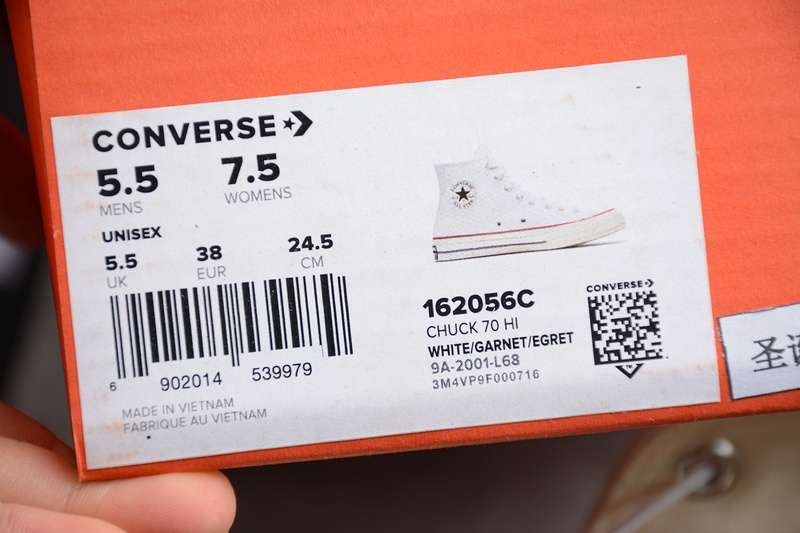 CONVERSE
5.5 7.5
MENS WOMENS
UNISEX
5.5 38 24.5
UK EUR CM
6 902014 539979
MADE IN VIETNAM
FABRIQUE AU VIETNAM
162056C
CHUCK 70 HI
WHITE/GARNET/EGRET
9A-2001-L68
3M4VP9F000716
CONVERSE
圣